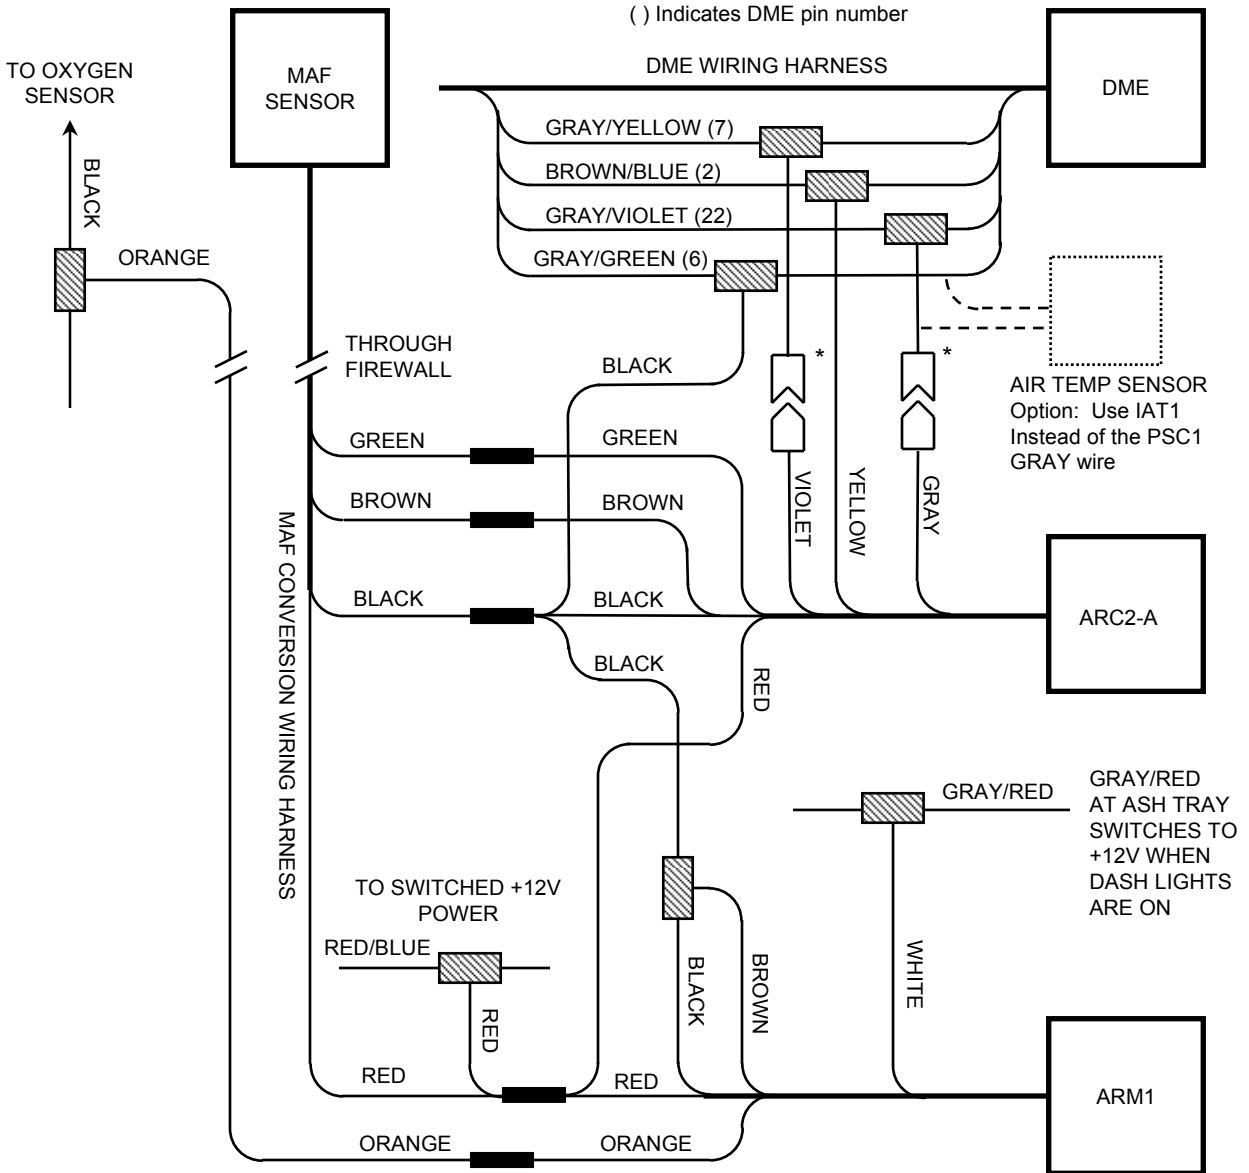 ( ) Indicates DME pin number
TO OXYGEN
SENSOR
MAF
SENSOR
DME WIRING HARNESS
DME
GRAY/YELLOW (7)
BROWN/BLUE (2)
GRAY/VIOLET (22)
GRAY/GREEN (6)
BLACK
ORANGE
THROUGH
FIREWALL
BLACK
*
*
AIR TEMP SENSOR
Option: Use IAT1
Instead of the PSC1
GRAY wire
GREEN
GREEN
VIOLET
YELLOW
GRAY
BROWN
BROWN
MAF CONVERSION WIRING HARNESS
BLACK
BLACK
ARC2-A
BLACK
RED
GRAY/RED
GRAY/RED
AT ASH TRAY
SWITCHES TO
+12V WHEN
DASH LIGHTS
ARE ON
TO SWITCHED +12V
POWER
RED/BLUE
RED
BLACK
BROWN
WHITE
RED
RED
ARM1
ORANGE
ORANGE